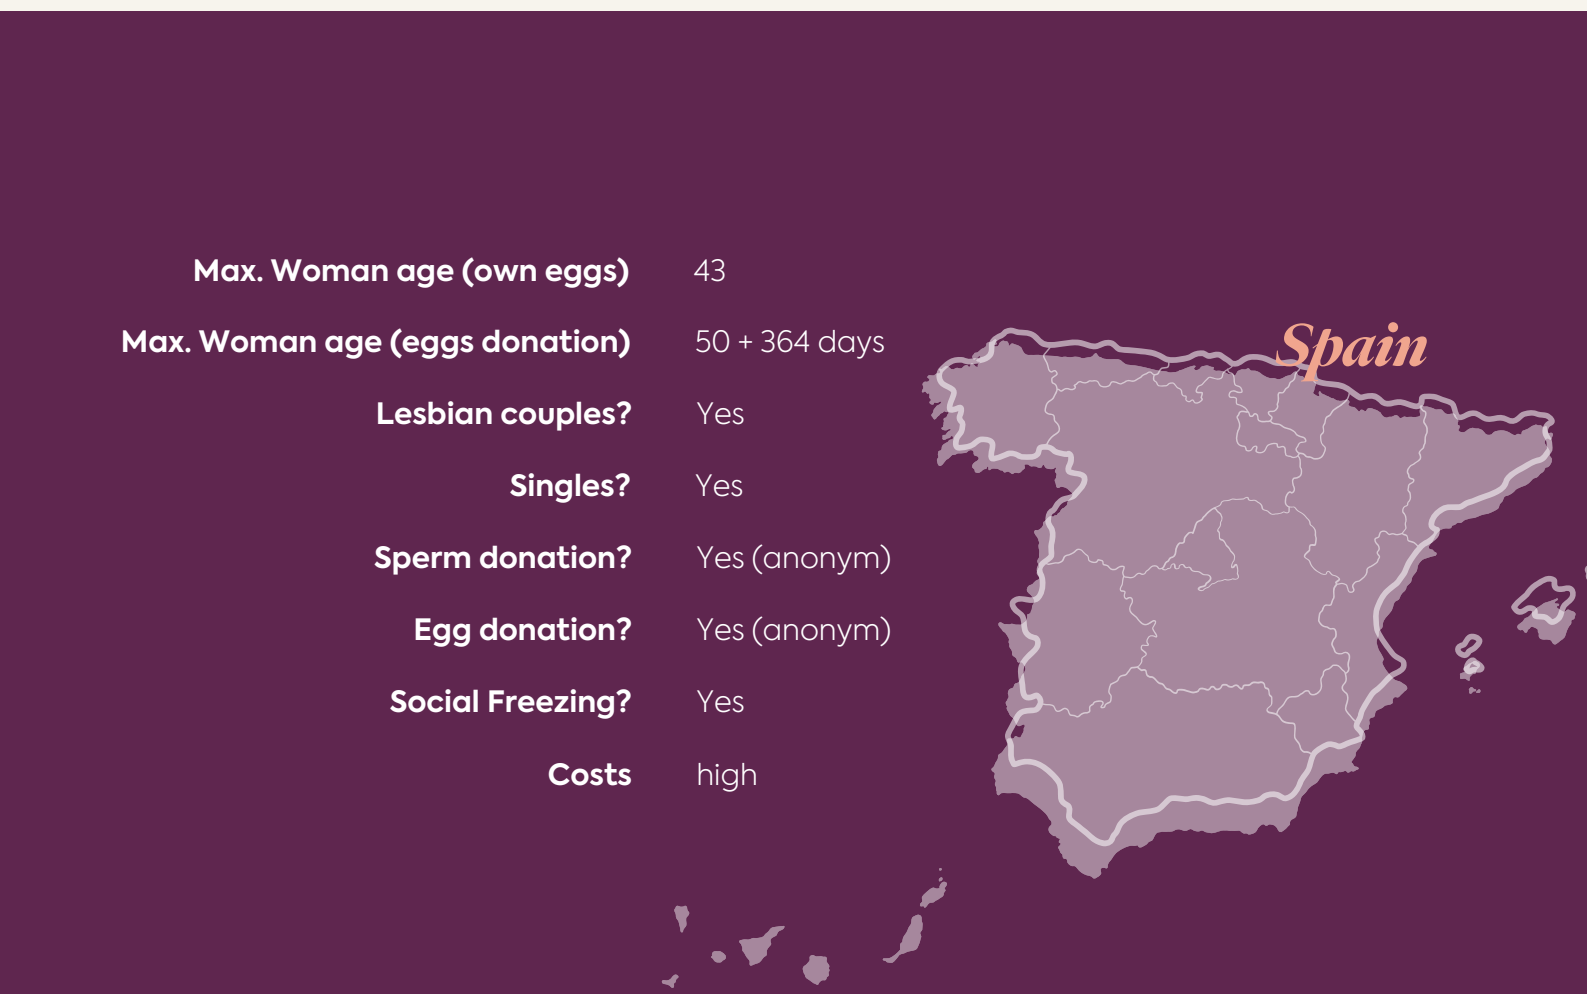 Max. Woman age (own eggs) 43
Max. Woman age (eggs donation) 50 + 364 days
Lesbian couples? Yes
Singles? Yes
Sperm donation? Yes (anonym)
Egg donation? Yes (anonym)
Social Freezing? Yes
Costs high
Spain